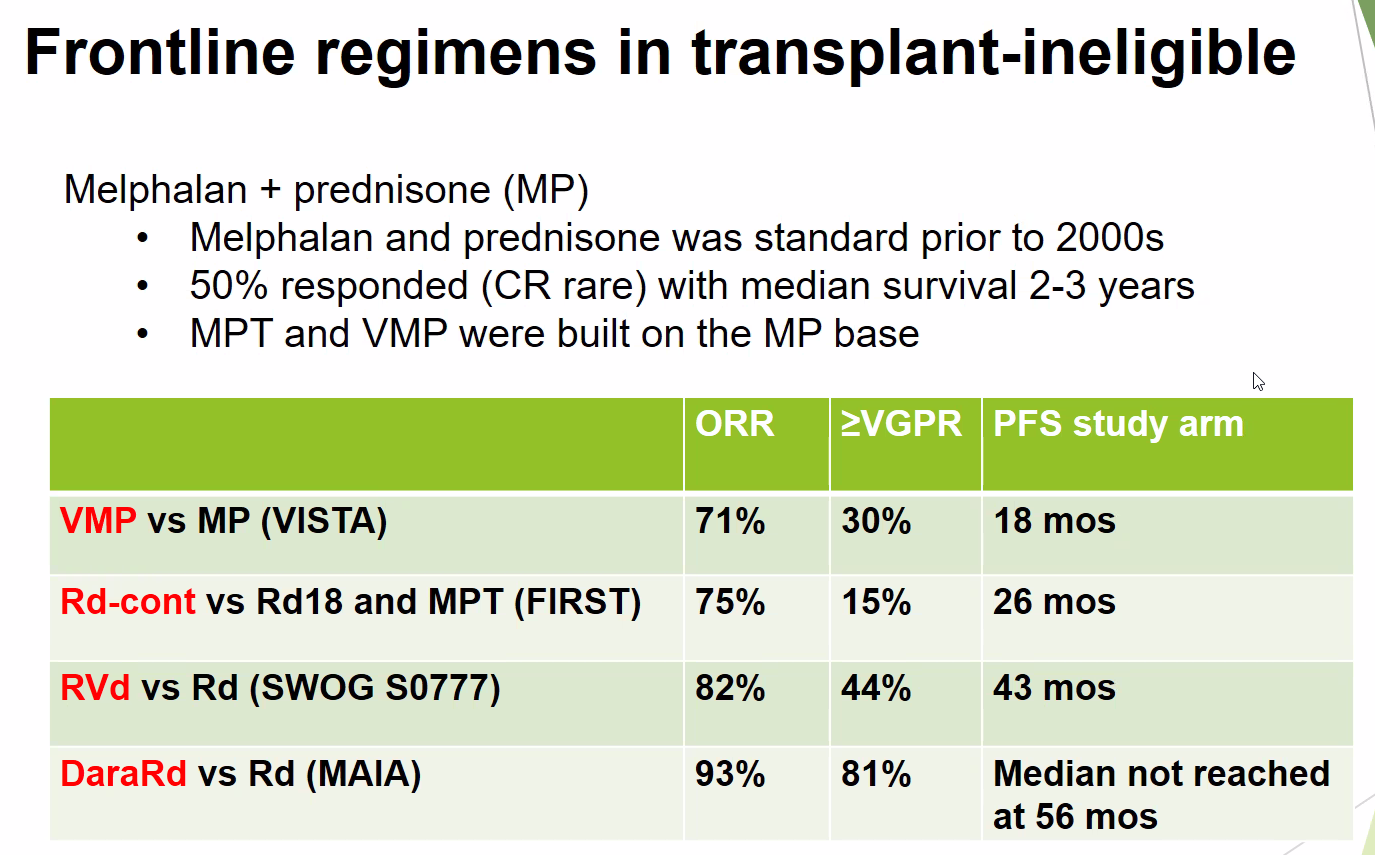 Frontline regimens in transplant-ineligible
Melphalan + prednisone (MP)
• Melphalan and prednisone was standard prior to 2000s
• 50% responded (CR rare) with median survival 2-3 years
• MPT and VMP were built on the MP base
ORR ≥VGPR PFS study arm
VMP vs MP (VISTA) 71% 30% 18 mos
Rd-cont vs Rd18 and MPT (FIRST) 75% 15% 26 mos
RVd vs Rd (SWOG S0777) 82% 44% 43 mos
DaraRd vs Rd (MAIA) 93% 81% Median not reached
at 56 mos